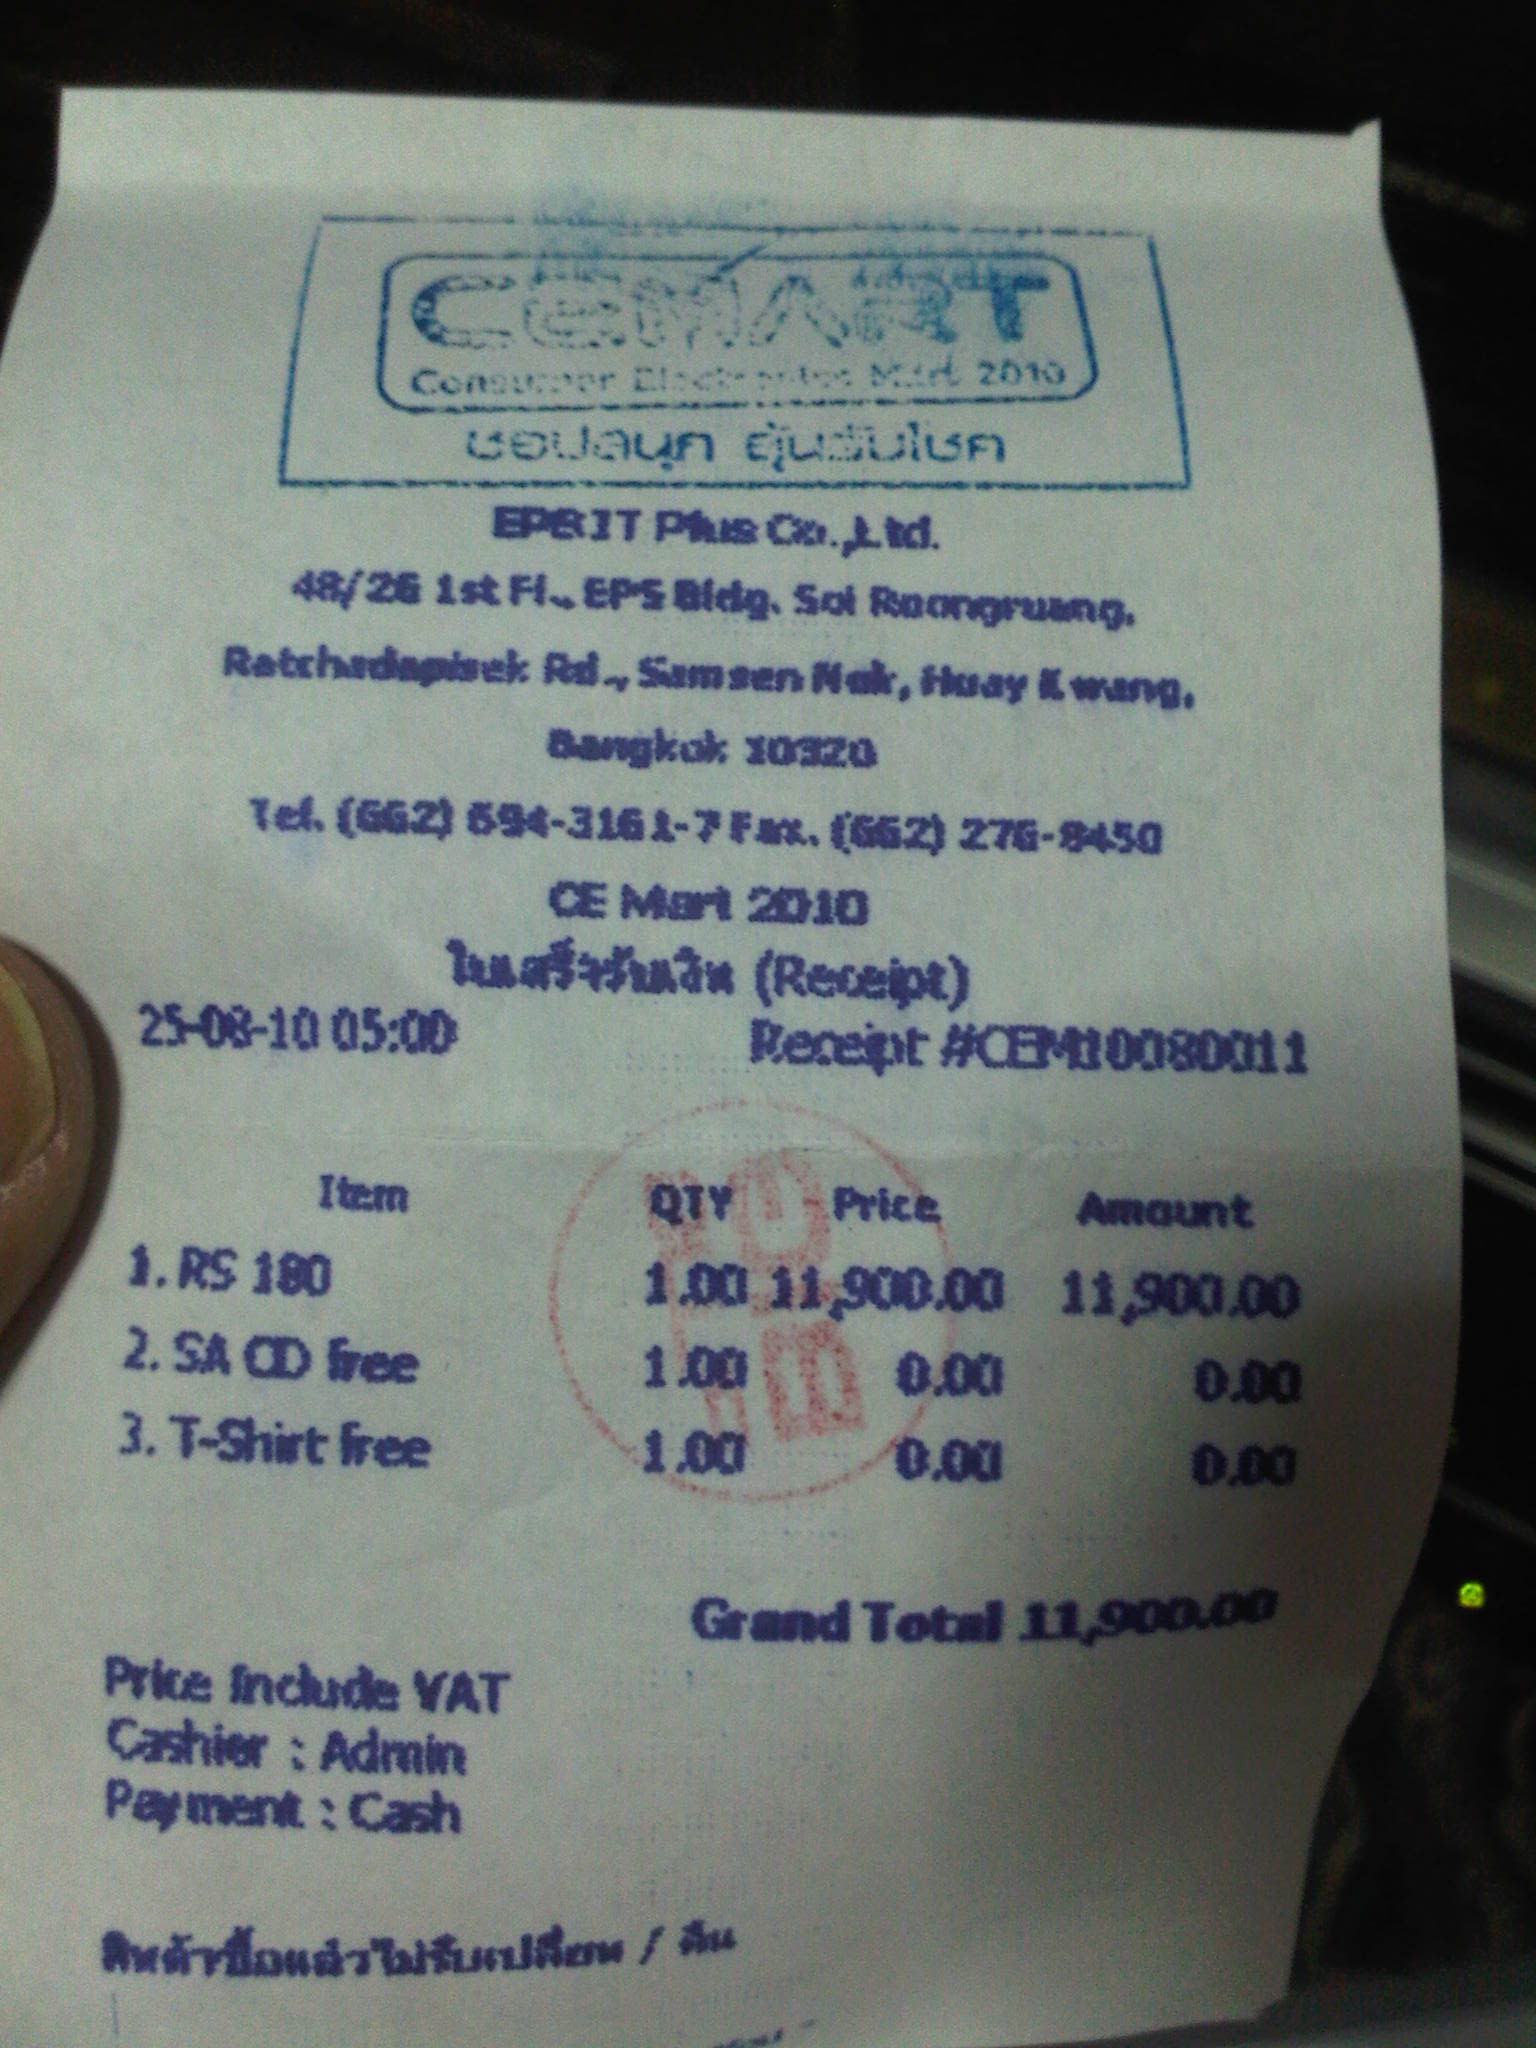 CEMART
Consumer Electronics Mart 2010
ชอปสนุก ลุ้นรับโชค
Plus Co.,Ltd.
48/26 1st Fl., EPS Bldg. Soi Roongruang,
Ratchadapisek Rd., Samsen Nok, Huay Kwang,
Bangkok 10320
Tel. (662) 694-3161-7 Fax. (662) 276-8450
CE Mart 2010
ใบเสร็จรับเงิน (Receipt)
25-08-10 05:00 Receipt #CEM10080011
Item QTY Price Amount
1. RS 180 1.00 11,900.00 11,900.00
2. SA CD free 1.00 0.00 0.00
3. T-Shirt free 1.00 0.00 0.00
Grand Total 11,900.00
Price Include VAT
Cashier : Admin
Payment : Cash
สินค้าซื้อแล้วไม่รับเปลี่ยน / คืน